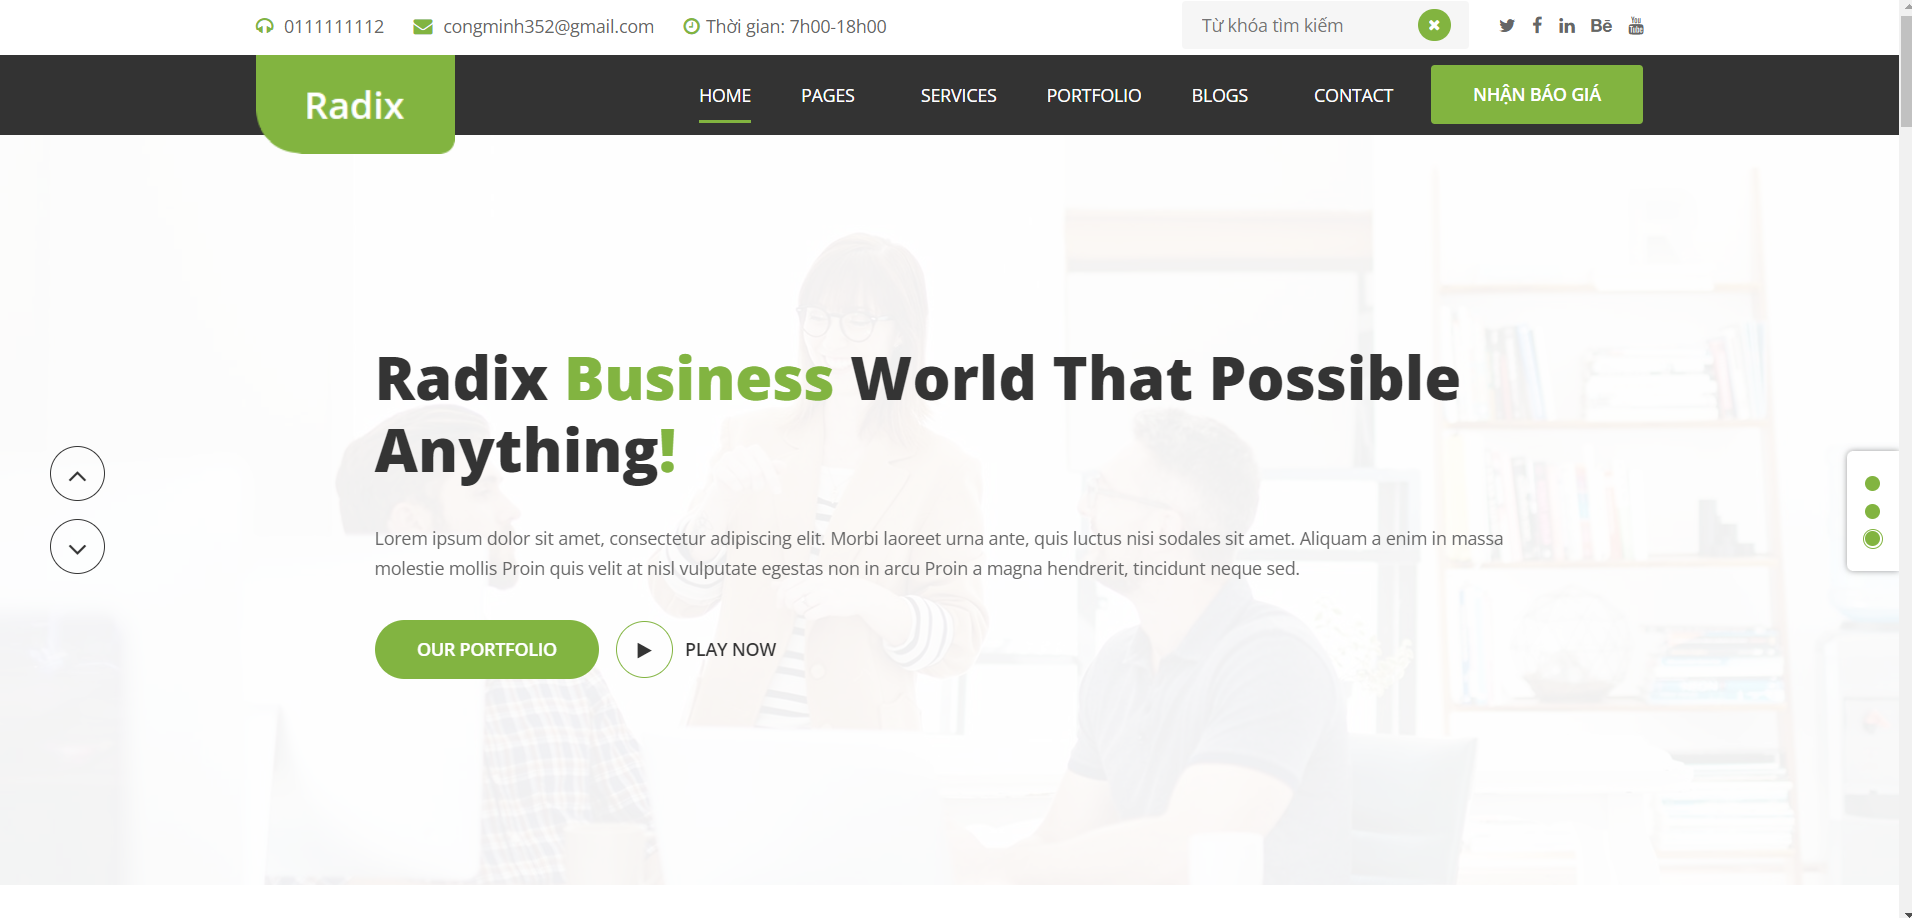 0111111112 congminh352@gmail.com Thời gian: 7h00-18h00 Từ khóa tìm kiếm Bē You Tube
Radix HOME PAGES SERVICES PORTFOLIO BLOGS CONTACT NHẬN BÁO GIÁ
Radix Business World That Possible
Anything!
Lorem ipsum dolor sit amet, consectetur adipiscing elit. Morbi laoreet urna ante, quis luctus nisi sodales sit amet. Aliquam a enim in massa
molestie mollis Proin quis velit at nisl vulputate egestas non in arcu Proin a magna hendrerit, tincidunt neque sed.
OUR PORTFOLIO PLAY NOW